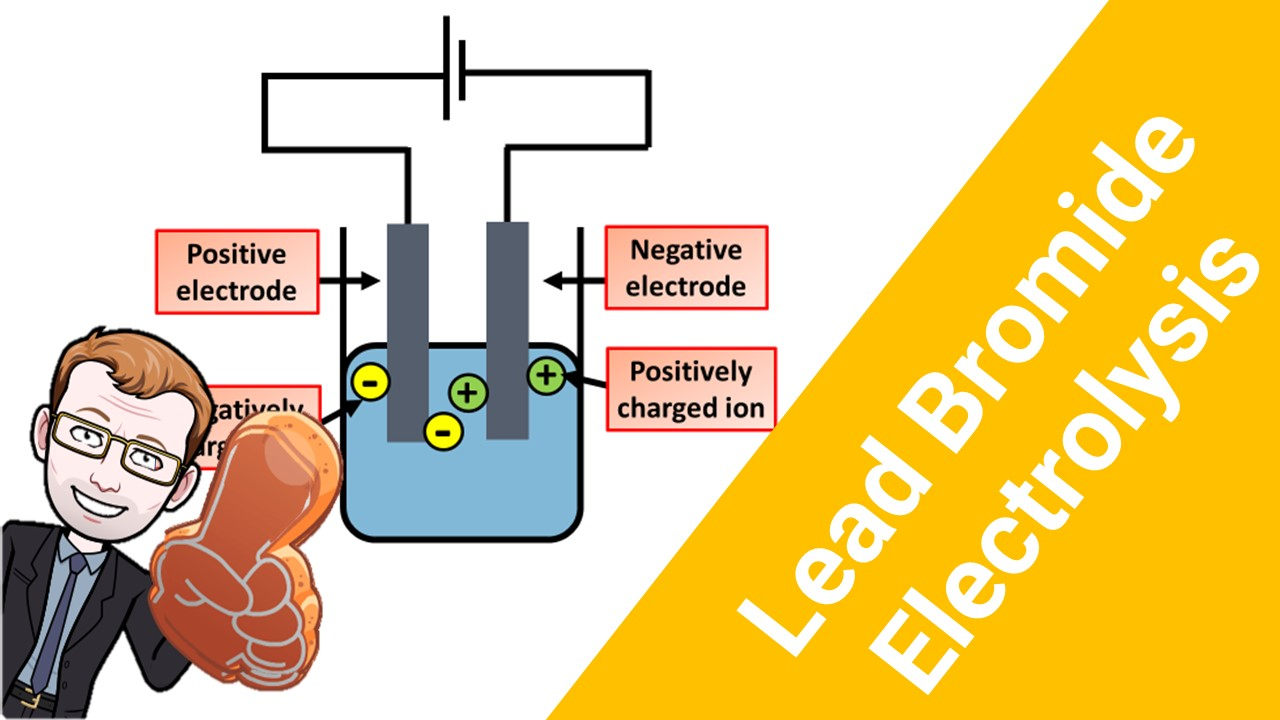 Positive
electrode
Negative
electrode
Positively
charged ion
+
+
-
-
Lead Bromide
Electrolysis